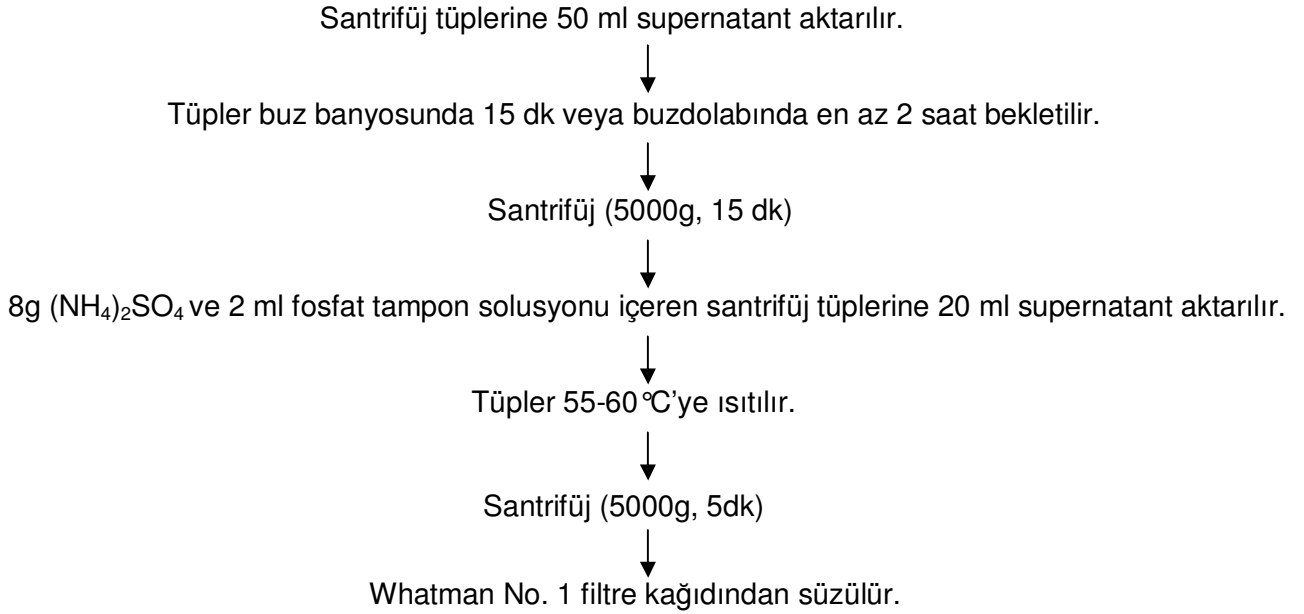 Santrifüj tüplerine 50 ml supernatant aktarılır.
Tüpler buz banyosunda 15 dk veya buzdolabında en az 2 saat bekletilir.
Santrifüj (5000g, 15 dk)
8g (NH₄)₂SO₄ ve 2 ml fosfat tampon solusyonu içeren santrifüj tüplerine 20 ml supernatant aktarılır.
Tüpler 55-60°C’ye ısıtılır.
Santrifüj (5000g, 5dk)
Whatman No. 1 filtre kağıdından süzülür.